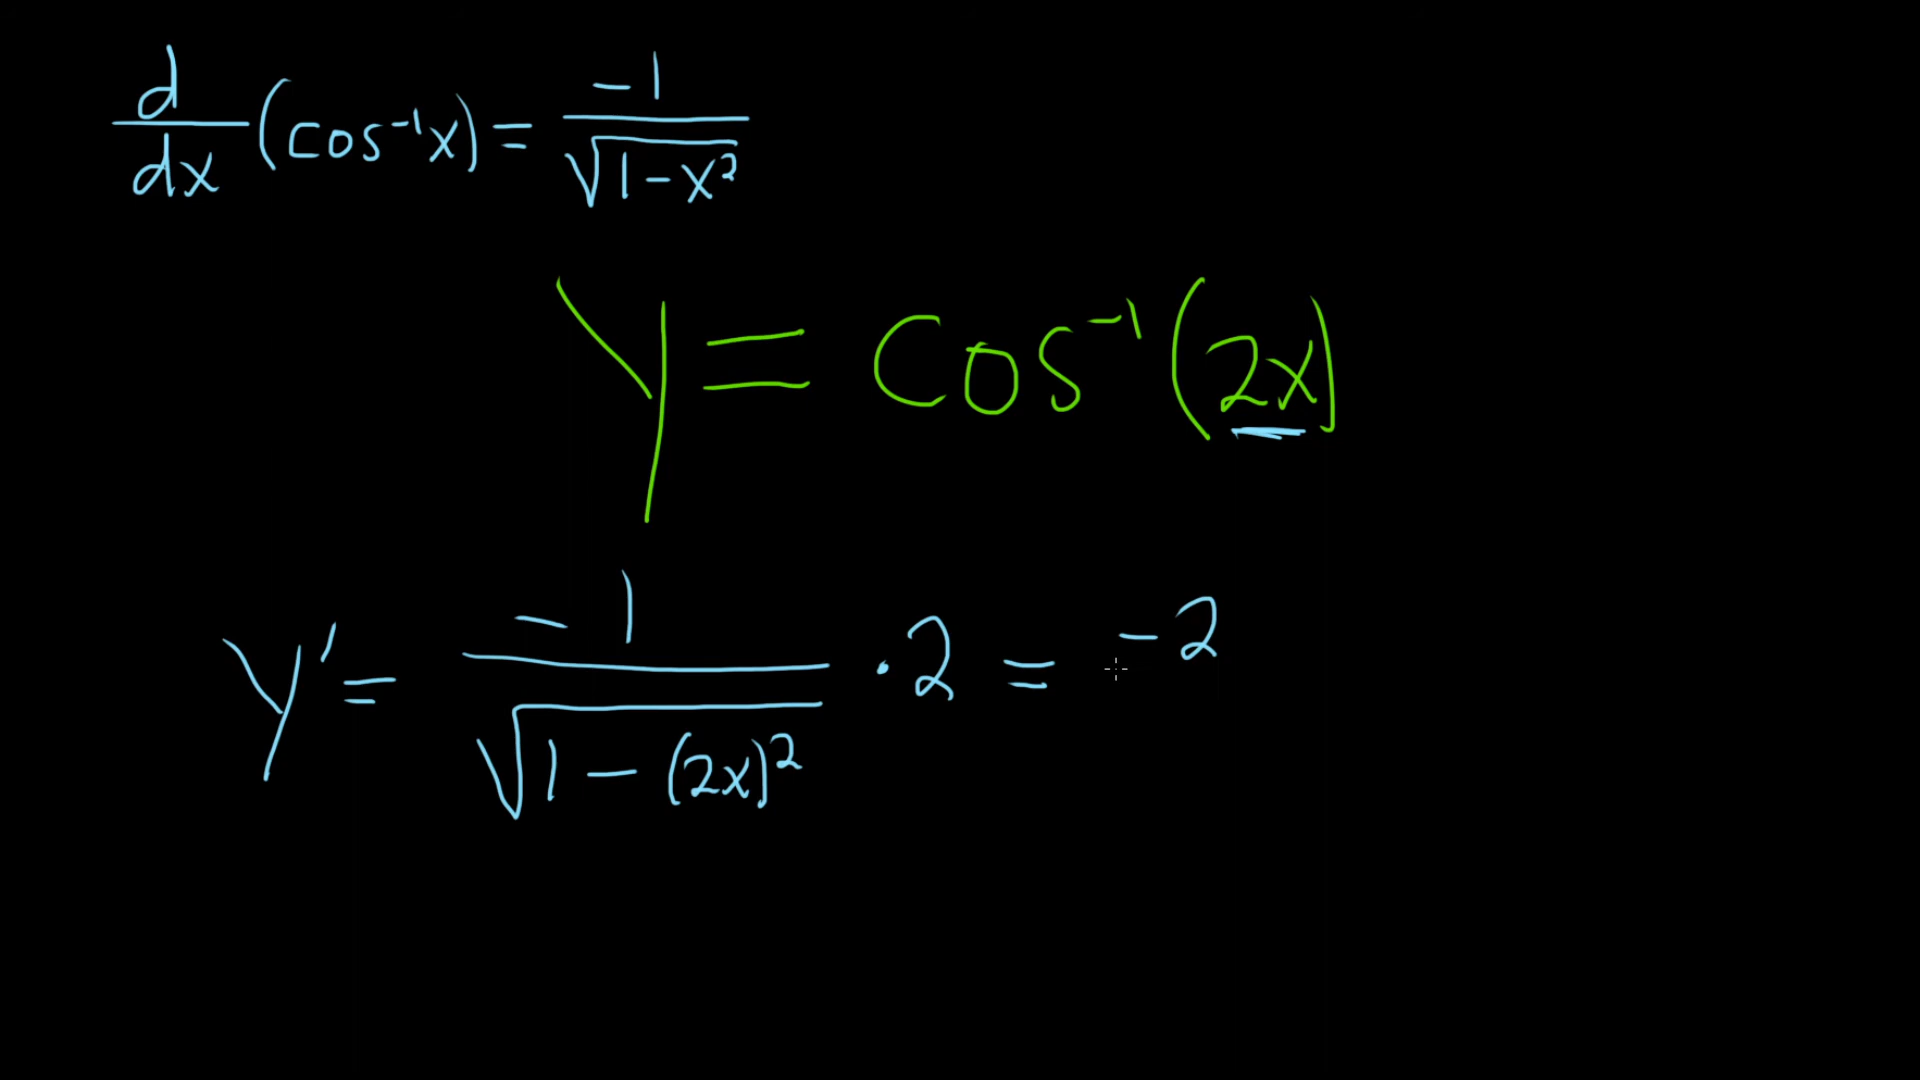 d/dx (cos⁻¹x) = -1/√(1-x²)
Y = cos⁻¹(2x)
Y' = -1/√(1-(2x)²) · 2 = -2